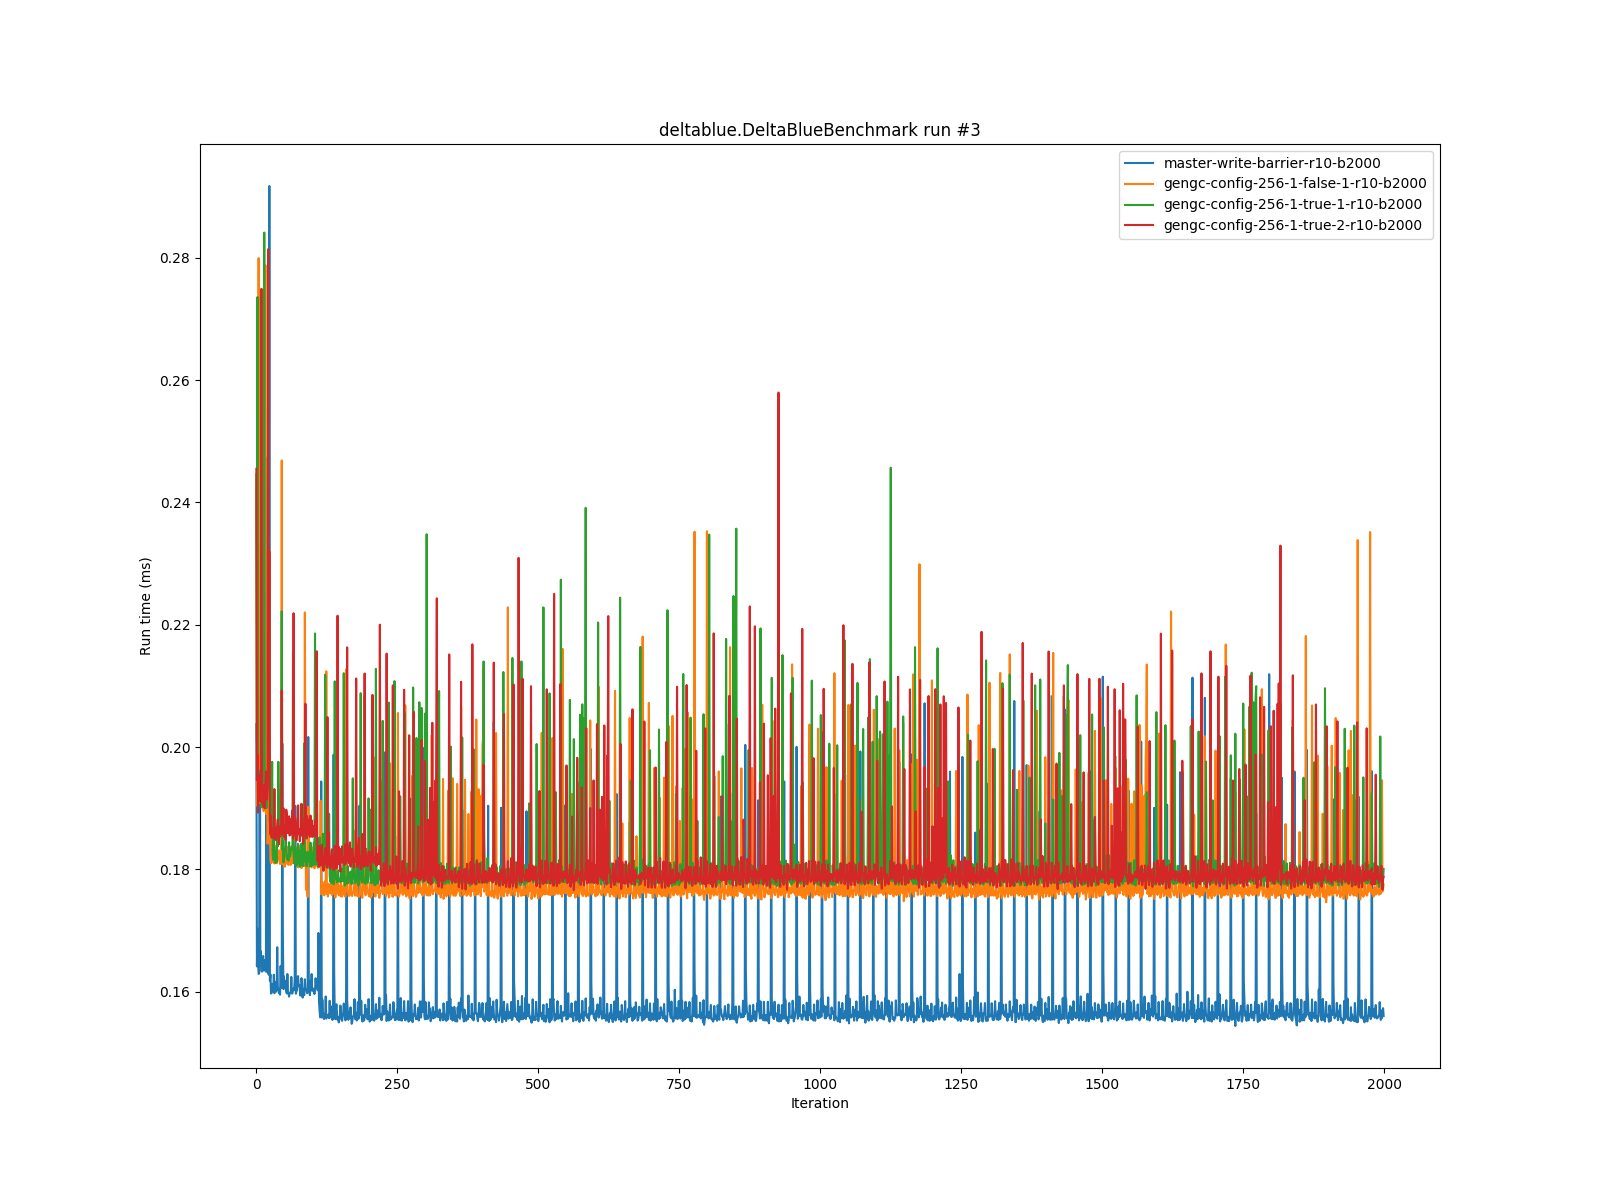 deltablue.DeltaBlueBenchmark run #3
master-write-barrier-r10-b2000
gengc-config-256-1-false-1-r10-b2000
gengc-config-256-1-true-1-r10-b2000
gengc-config-256-1-true-2-r10-b2000
0.28
0.26
0.24
0.22
0.20
0.18
0.16
Run time (ms)
0 250 500 750 1000 1250 1500 1750 2000
Iteration